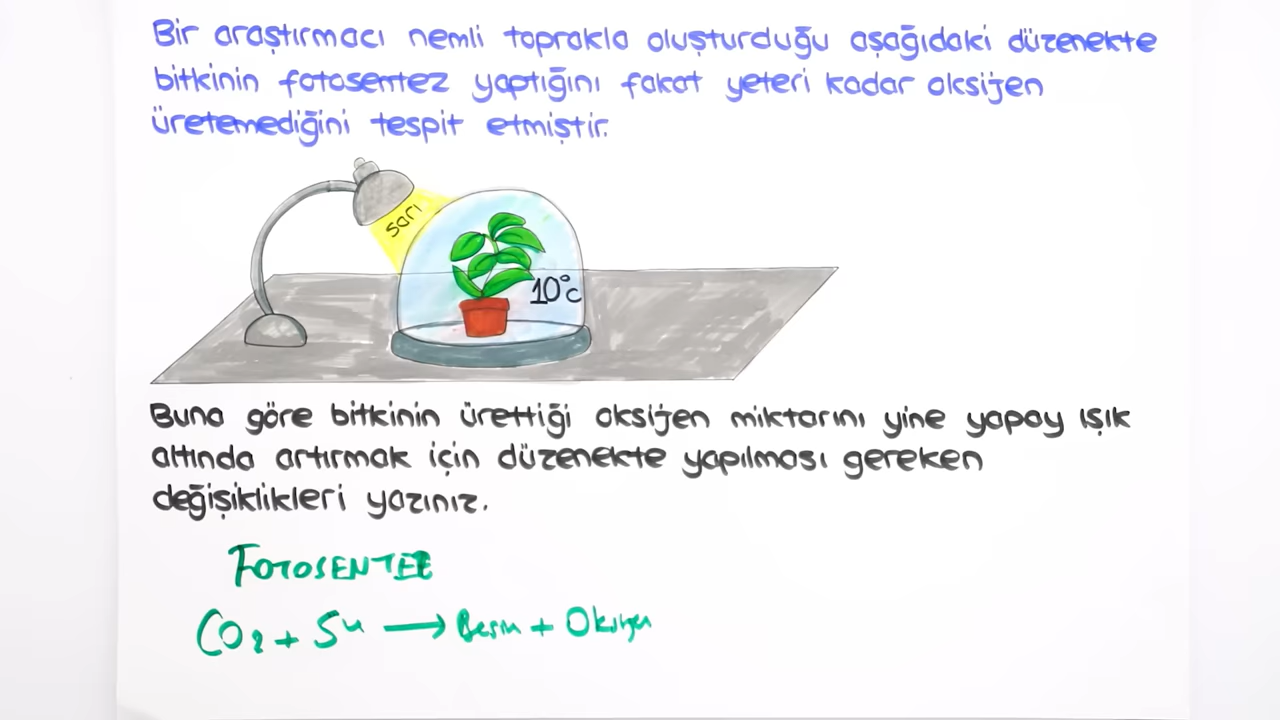 Bir araştırmacı nemli toprakla oluşturduğu aşağıdaki düzenekte
bitkinin fotosentez yaptığını fakat yeteri kadar oksijen
üretemediğini tespit etmiştir.
sarı
10°C
Buna göre bitkinin ürettiği oksijen miktarını yine yapay ışık
altında artırmak için düzenekte yapılması gereken
değişiklikleri yazınız.
FOTOSENTEZ
CO2 + Su → Besin + Oksijen